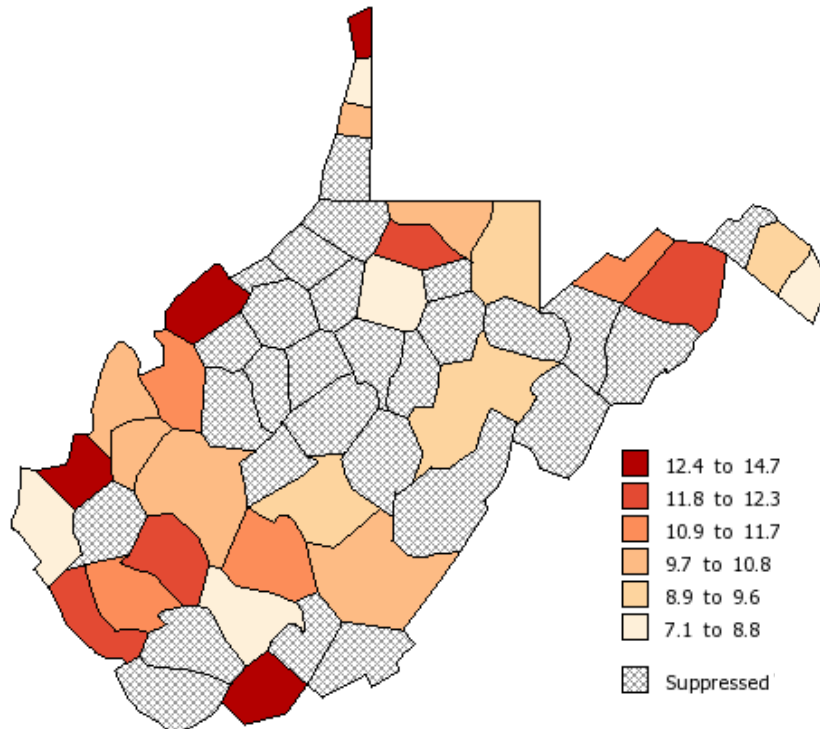 12.4 to 14.7
11.8 to 12.3
10.9 to 11.7
9.7 to 10.8
8.9 to 9.6
7.1 to 8.8
Suppressed